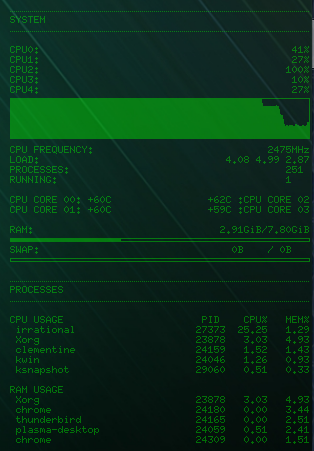 SYSTEM
CPU0: 41%
CPU1: 27%
CPU2: 100%
CPU3: 10%
CPU4: 27%
CPU FREQUENCY: 2475MHz
LOAD: 4.08 4.99 2.87
PROCESSES: 251
RUNNING: 1
CPU CORE 00: +60C +62C :CPU CORE 02
CPU CORE 01: +60C +59C :CPU CORE 03
RAM: 2.91GiB/7.80GiB
SWAP: 0B / 0B
PROCESSES
CPU USAGE PID CPU% MEM%
irrational 27373 25.25 1.29
Xorg 23878 3.03 4.93
clementine 24159 1.52 1.43
kwin 24046 1.26 0.93
ksnapshot 29060 0.51 0.33
RAM USAGE
Xorg 23878 3.03 4.93
chrome 24180 0.00 3.44
thunderbird 24165 0.00 2.51
plasma-desktop 24059 0.51 2.41
chrome 24309 0.00 1.51